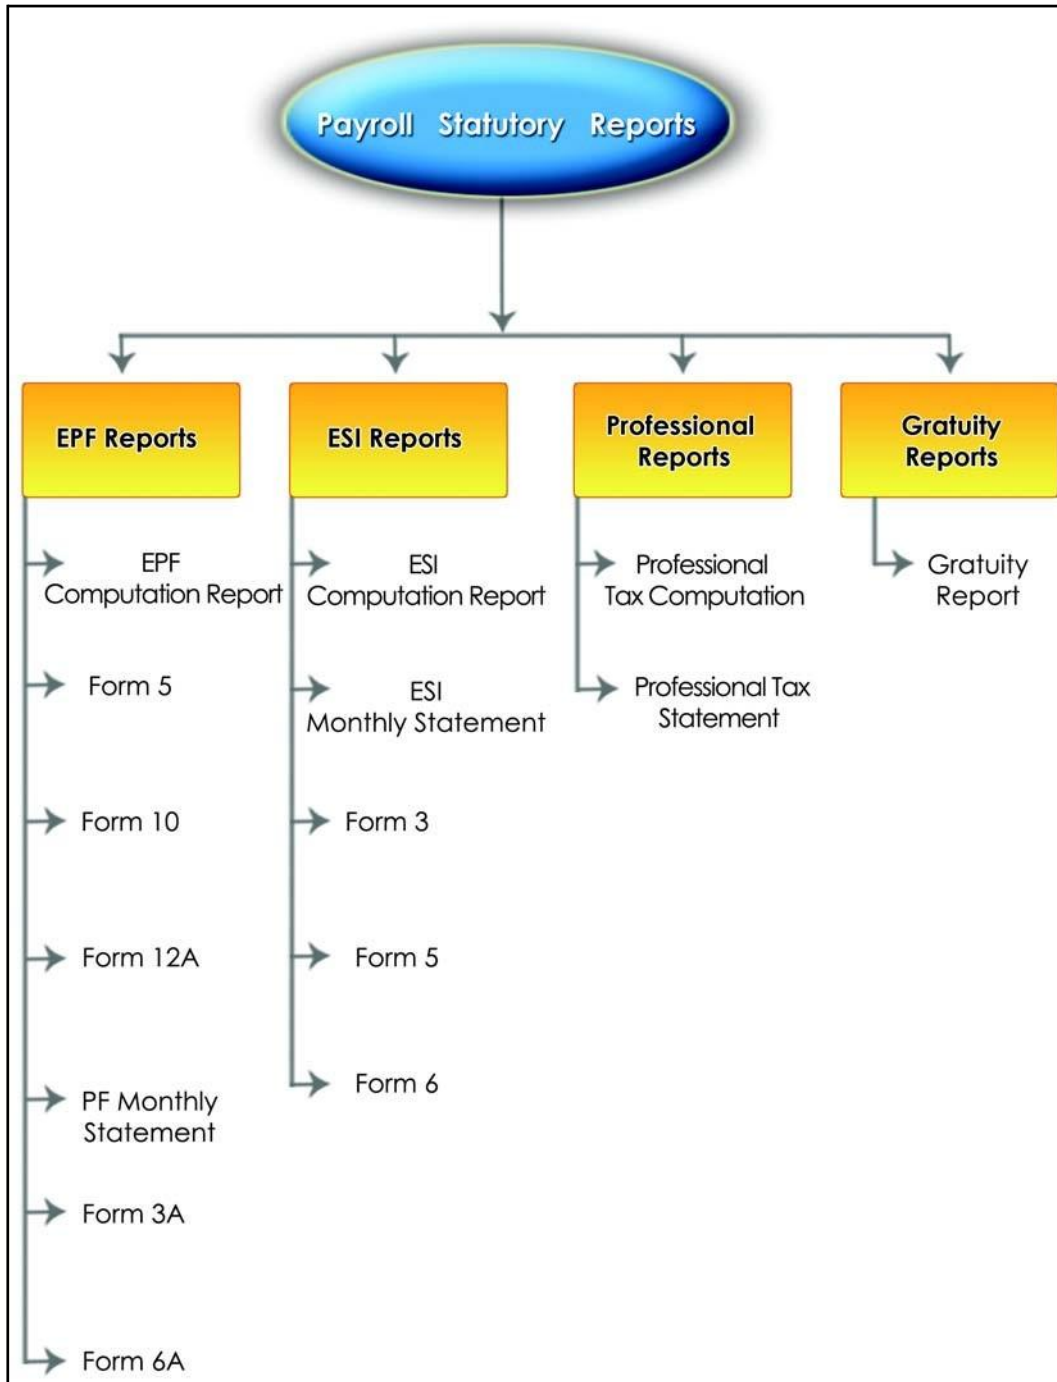 Payroll Statutory Reports
EPF Reports
EPF
Computation Report
Form 5
Form 10
Form 12A
PF Monthly
Statement
Form 3A
Form 6A
ESI Reports
ESI
Computation Report
ESI
Monthly Statement
Form 3
Form 5
Form 6
Professional
Reports
Professional
Tax Computation
Professional Tax
Statement
Gratuity
Reports
Gratuity
Report